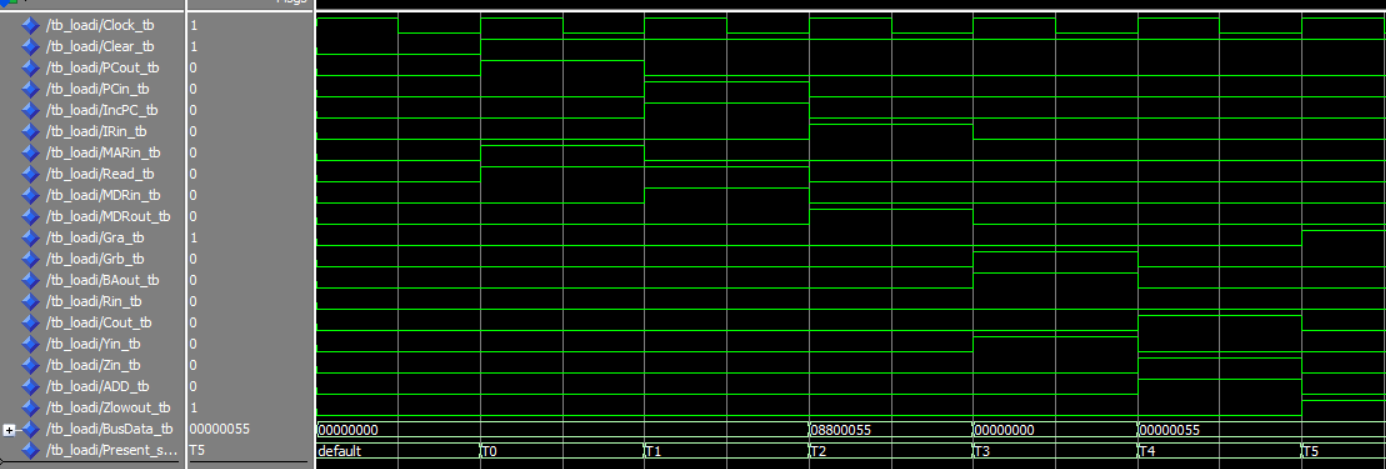 Msgs
/tb_loadi/Clock_tb 1
/tb_loadi/Clear_tb 1
/tb_loadi/PCout_tb 0
/tb_loadi/PCin_tb 0
/tb_loadi/IncPC_tb 0
/tb_loadi/IRin_tb 0
/tb_loadi/MARin_tb 0
/tb_loadi/Read_tb 0
/tb_loadi/MDRin_tb 0
/tb_loadi/MDRout_tb 0
/tb_loadi/Gra_tb 1
/tb_loadi/Grb_tb 0
/tb_loadi/BAout_tb 0
/tb_loadi/Rin_tb 0
/tb_loadi/Cout_tb 0
/tb_loadi/Yin_tb 0
/tb_loadi/Zin_tb 0
/tb_loadi/ADD_tb 0
/tb_loadi/Zlowout_tb 1
/tb_loadi/BusData_tb 00000055 00000000 08800055 00000000 00000055
/tb_loadi/Present_s... T5 default T0 T1 T2 T3 T4 T5